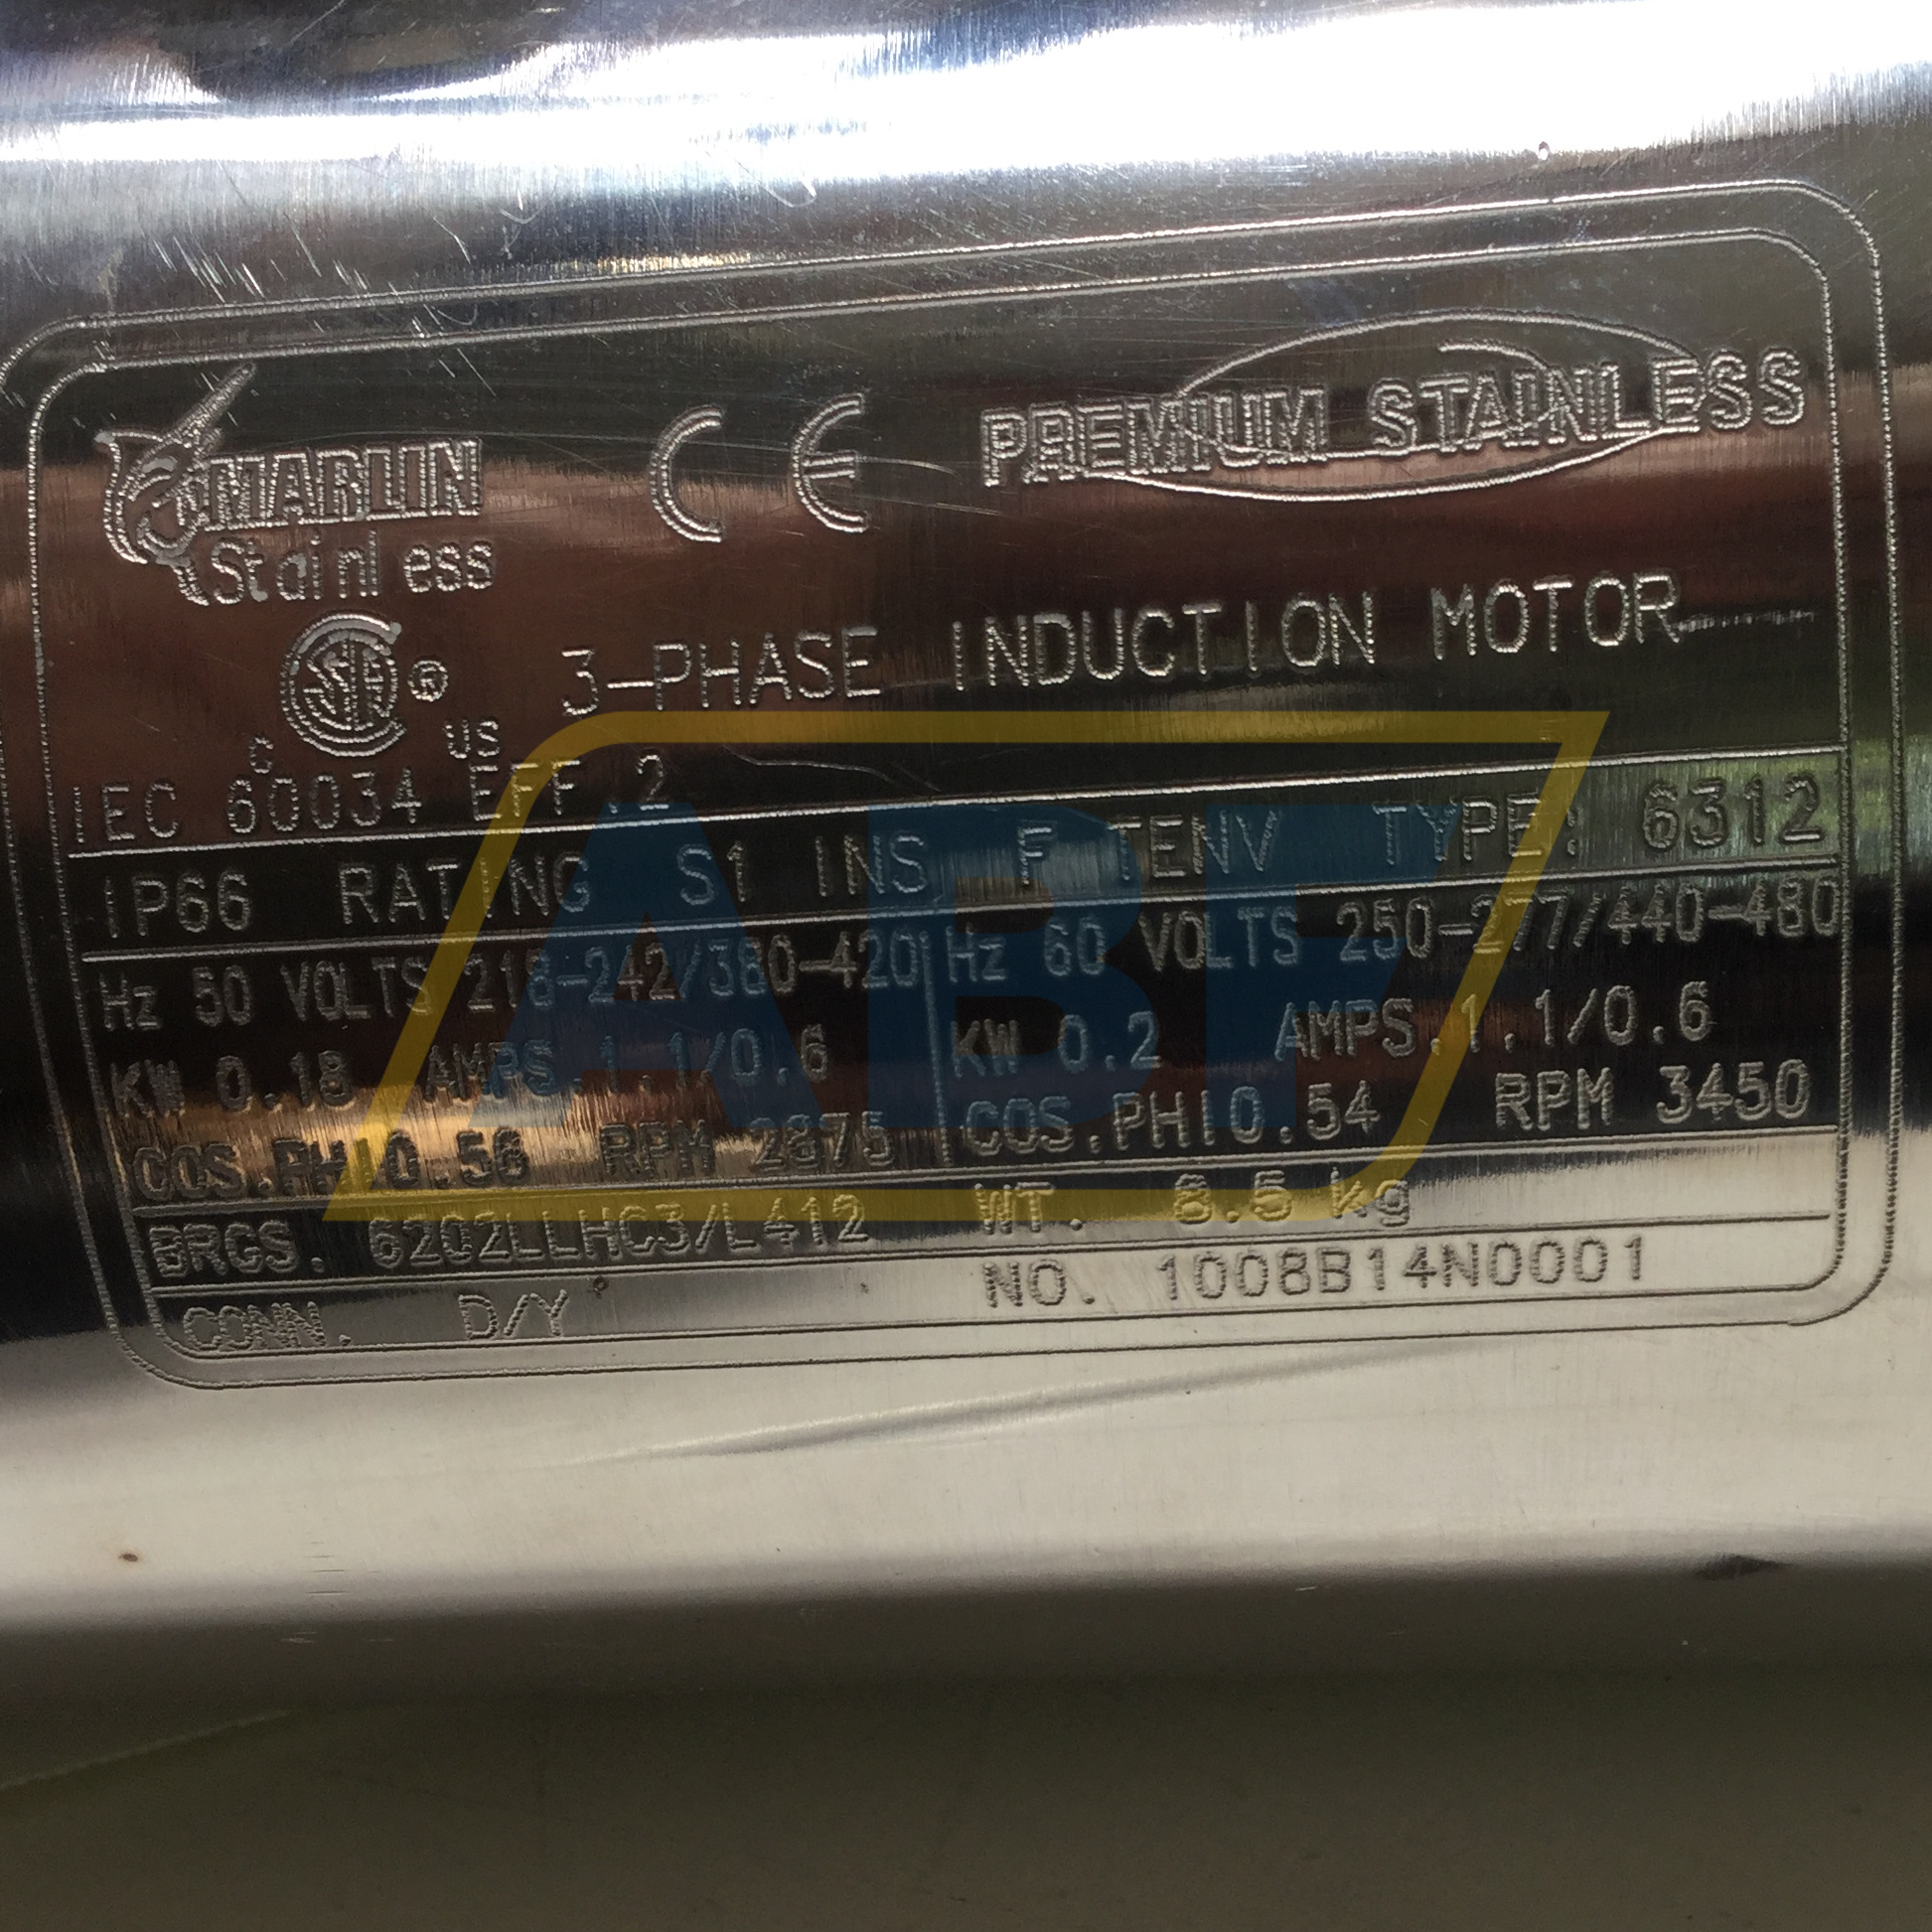 MARLIN
Stainless
CE
PREMIUM STAINLESS
SA ®
C US
3-PHASE INDUCTION MOTOR
IEC 60034 EFF.2
IP66 RATING S1 INS F TENV TYPE: 6312
Hz 50 VOLTS 218-242/380-420
KW 0.18 AMPS.1.1/0.6
COS.PHI0.56 RPM 2875
Hz 60 VOLTS 250-277/440-480
KW 0.2 AMPS.1.1/0.6
COS.PHI0.54 RPM 3450
BRGS. 6202LLHC3/L412 WT. 8.5 kg
CONN. D/Y NO. 1008B14N0001
ABF